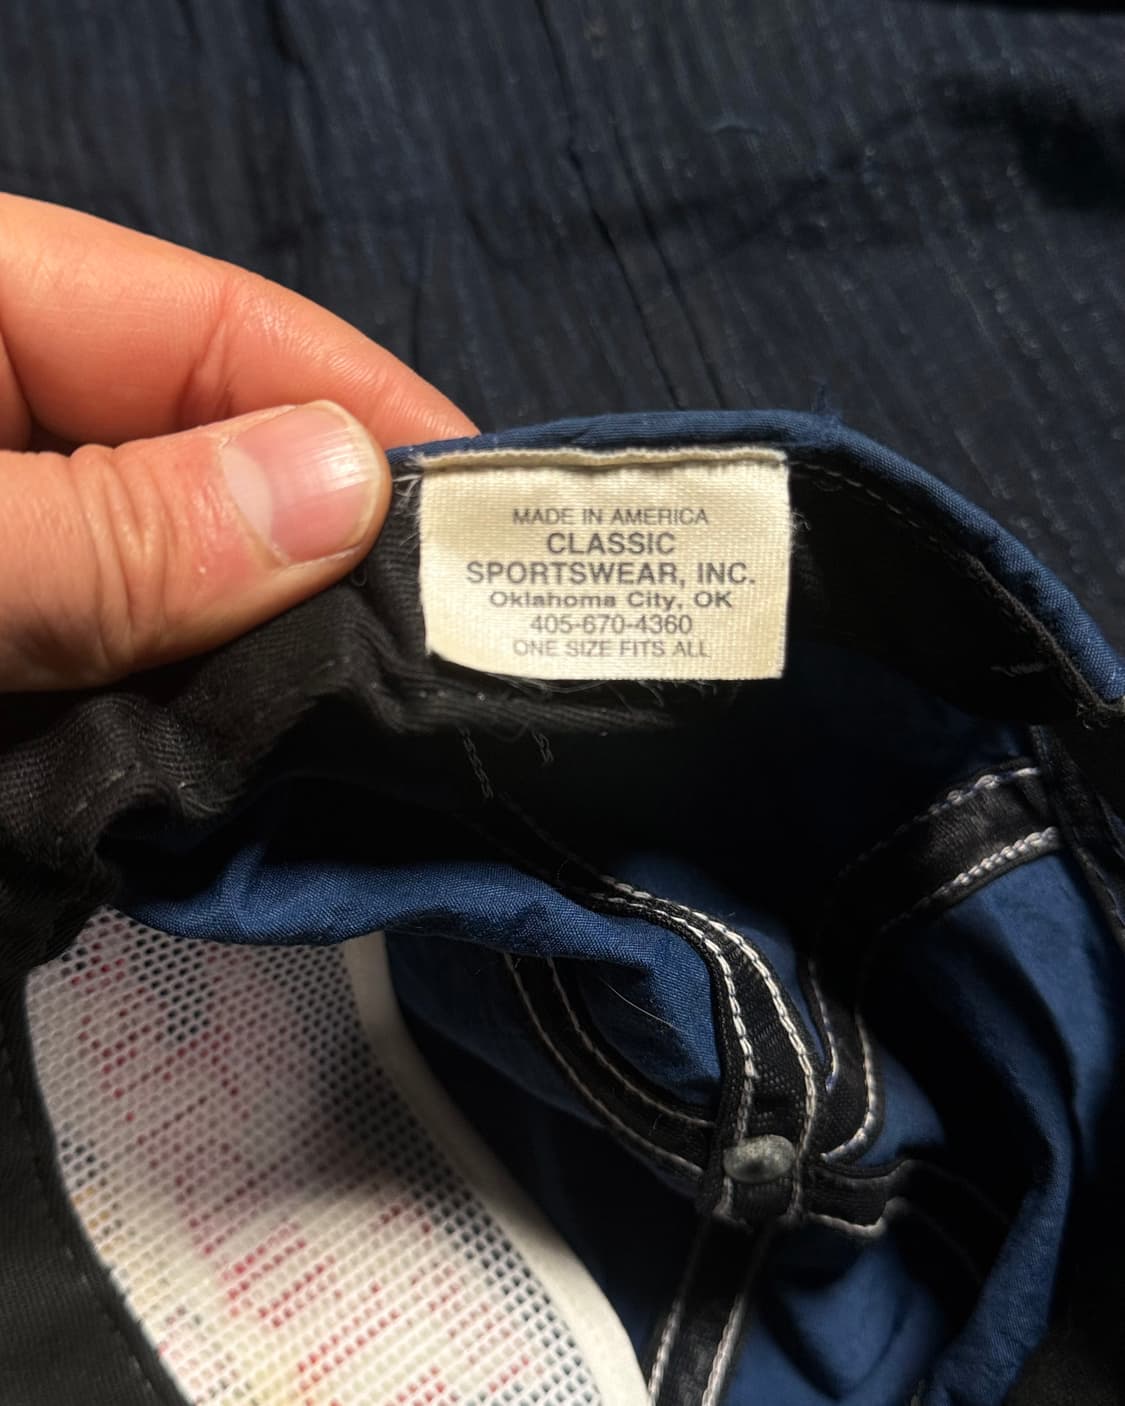 MADE IN AMERICA
CLASSIC
SPORTSWEAR, INC.
Oklahoma City, OK
405-670-4360
ONE SIZE FITS ALL